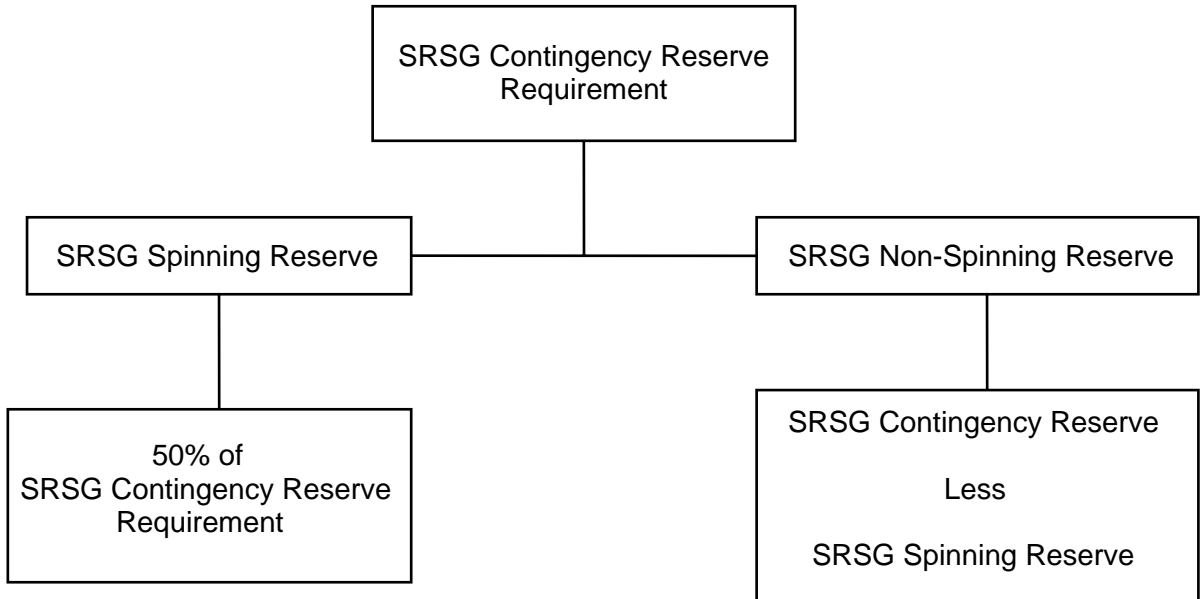 SRSG Contingency Reserve
Requirement
SRSG Spinning Reserve
SRSG Non-Spinning Reserve
50% of
SRSG Contingency Reserve
Requirement
SRSG Contingency Reserve
Less
SRSG Spinning Reserve